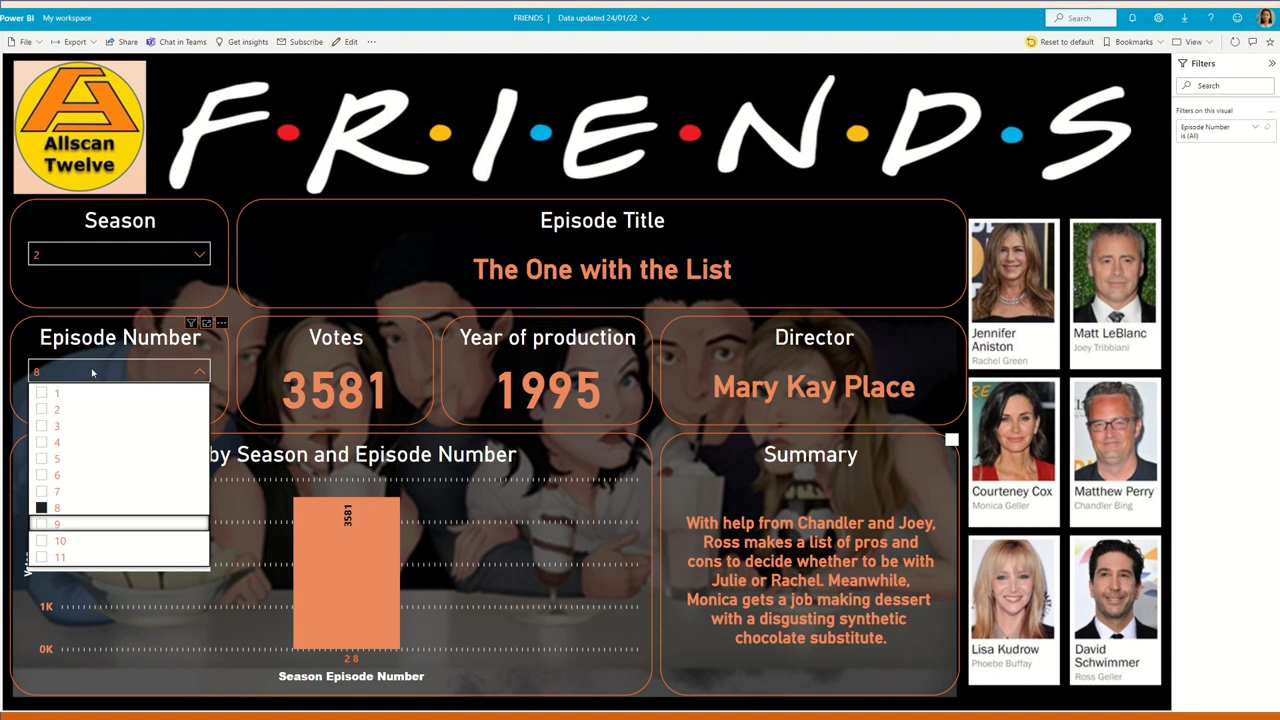 Power BI My workspace
FRIENDS | Data updated 24/01/22
Search
File Export Share Chat in Teams Get insights Subscribe Edit ...
Reset to default Bookmarks View
Filters
Search
Filters on this visual
Episode Number
is (All)
Allscan
Twelve
F•R•I•E•N•D•S
Season
2
Episode Title
The One with the List
Episode Number
8
1
2
3
4
5
6
7
8
9
10
11
Votes
3581
Year of production
1995
Director
Mary Kay Place
by Season and Episode Number
3581
1K
0K
2 8
Season Episode Number
Summary
With help from Chandler and Joey,
Ross makes a list of pros and
cons to decide whether to be with
Julie or Rachel. Meanwhile,
Monica gets a job making dessert
with a disgusting synthetic
chocolate substitute.
Jennifer
Aniston
Rachel Green
Matt LeBlanc
Joey Tribbiani
Courteney Cox
Monica Geller
Matthew Perry
Chandler Bing
Lisa Kudrow
Phoebe Buffay
David
Schwimmer
Ross Geller